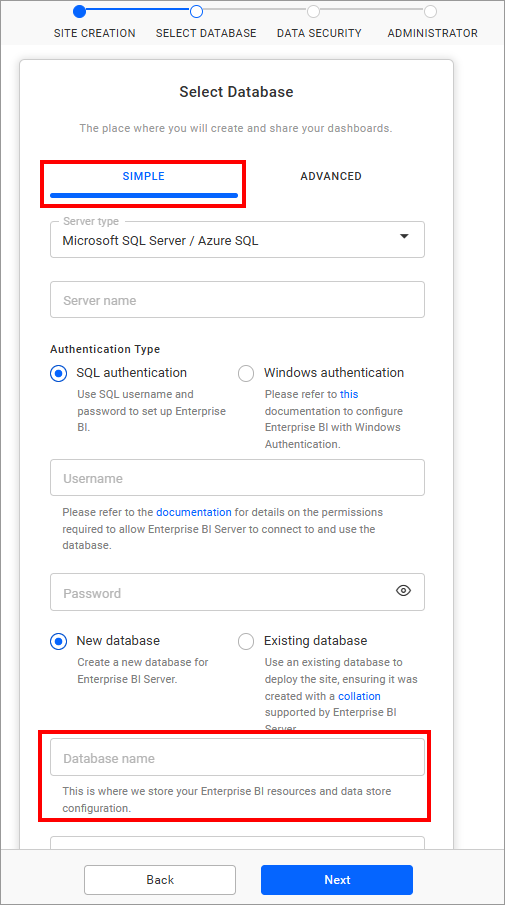 SITE CREATION SELECT DATABASE DATA SECURITY ADMINISTRATOR
Select Database
The place where you will create and share your dashboards.
SIMPLE ADVANCED
Server type
Microsoft SQL Server / Azure SQL
Server name
Authentication Type
SQL authentication
Use SQL username and
password to set up Enterprise
BI.
Windows authentication
Please refer to this
documentation to configure
Enterprise BI with Windows
Authentication.
Username
Please refer to the documentation for details on the permissions
required to allow Enterprise BI Server to connect to and use the
database.
Password
New database
Create a new database for
Enterprise BI Server.
Existing database
Use an existing database to
deploy the site, ensuring it was
created with a collation
supported by Enterprise BI
Server.
Database name
This is where we store your Enterprise BI resources and data store
configuration.
Back Next